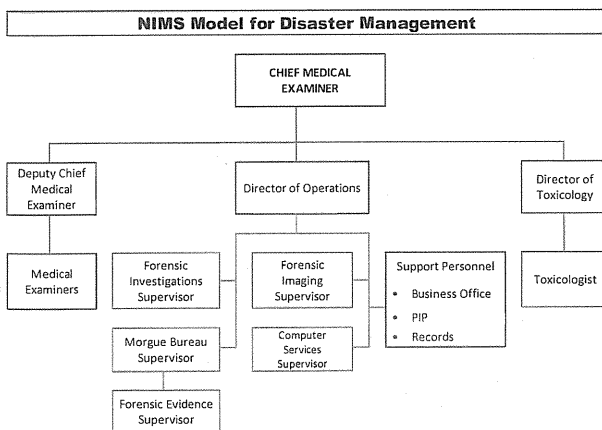 NIMS Model for Disaster Management
CHIEF MEDICAL
EXAMINER
Deputy Chief
Medical
Examiner
Director of Operations
Director of
Toxicology
Medical
Examiners
Forensic
Investigations
Supervisor
Forensic
Imaging
Supervisor
Support Personnel
• Business Office
• PIP
• Records
Toxicologist
Morgue Bureau
Supervisor
Computer
Services
Supervisor
Forensic Evidence
Supervisor